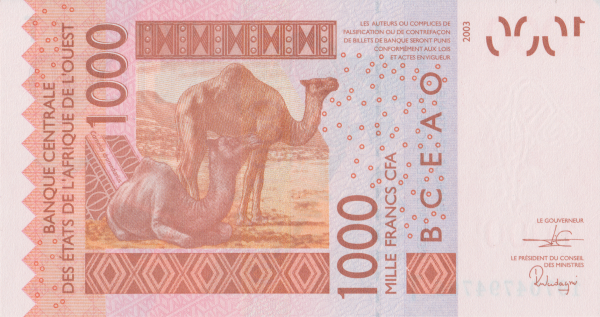 BANQUE CENTRALE
DES ÉTATS DE L'AFRIQUE DE L'OUEST
1000
LES AUTEURS OU COMPLICES DE
FALSIFICATION OU DE CONTREFAÇON
DE BILLETS DE BANQUE SERONT PUNIS
CONFORMÉMENT AUX LOIS
ET ACTES EN VIGUEUR
2003
1000
MILLE FRANCS CFA
B C E A O
LE GOUVERNEUR
LE PRÉSIDENT DU CONSEIL
DES MINISTRES